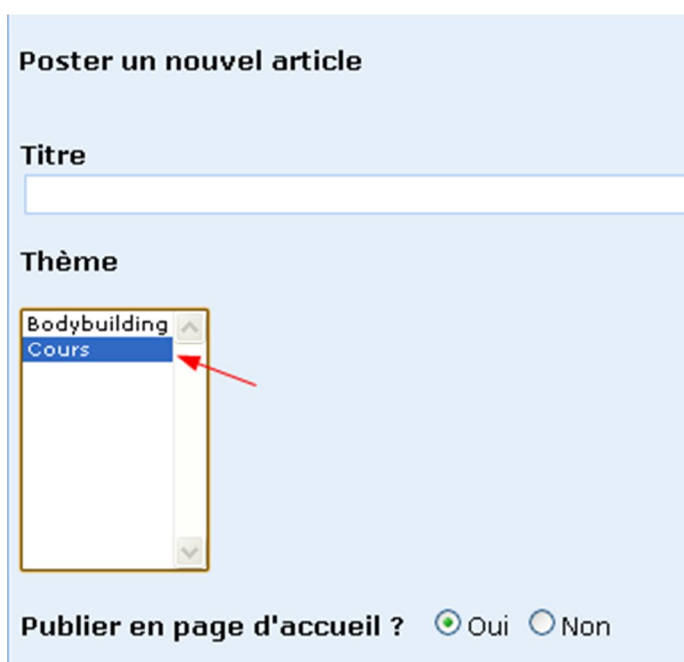 Poster un nouvel article
Titre
Thème
Bodybuilding
Cours
Publier en page d'accueil ? Oui Non